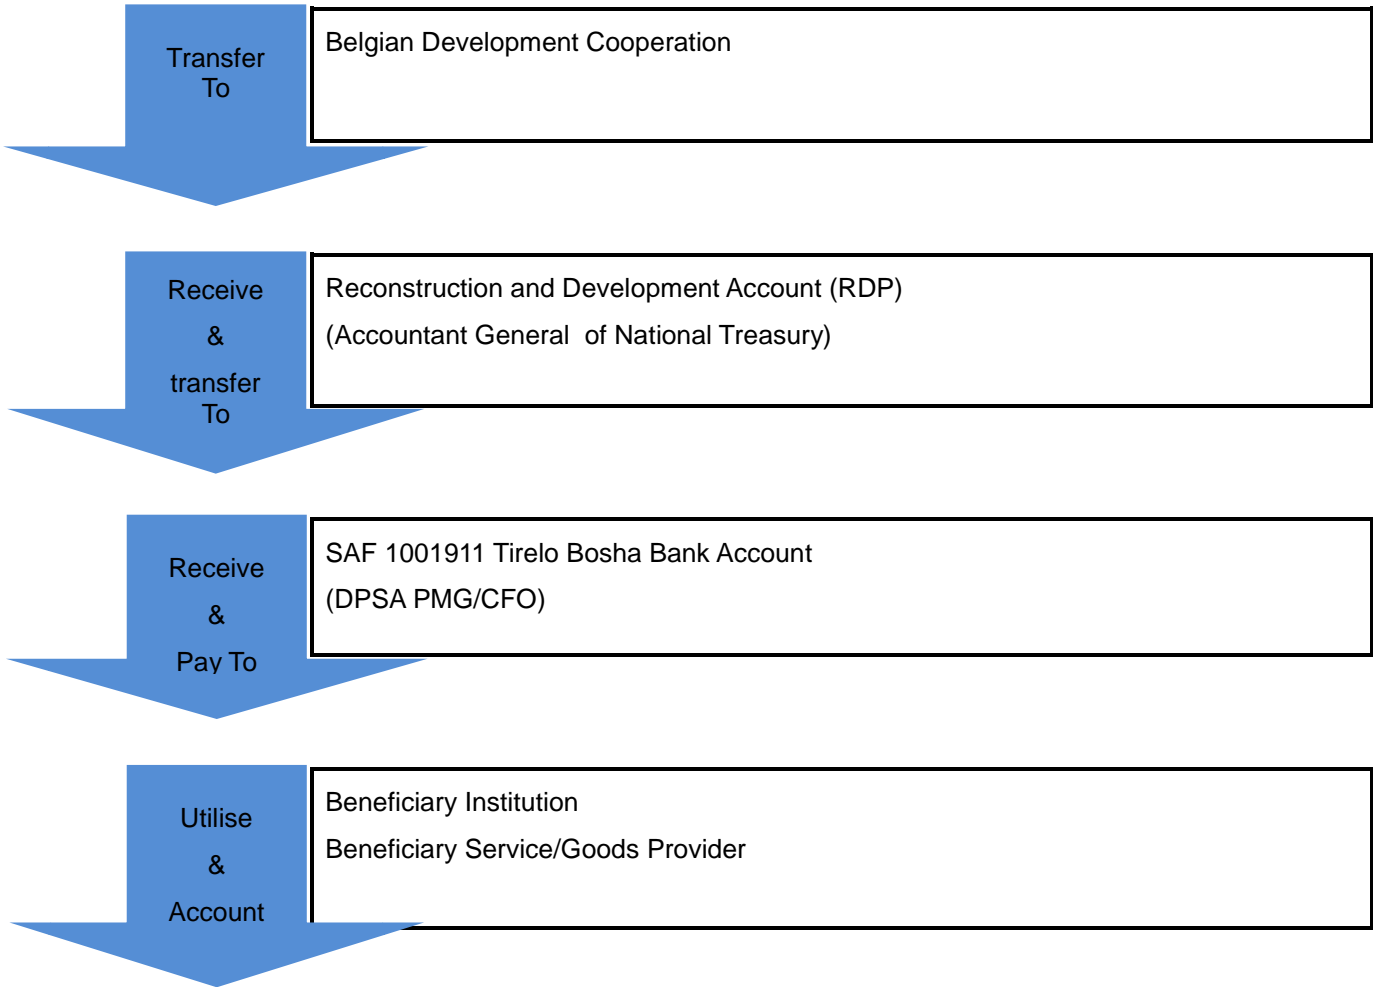 Transfer
To
Belgian Development Cooperation
Receive
&
transfer
To
Reconstruction and Development Account (RDP)
(Accountant General  of National Treasury)
Receive
&
Pay To
SAF 1001911 Tirelo Bosha Bank Account
(DPSA PMG/CFO)
Utilise
&
Account
Beneficiary Institution
Beneficiary Service/Goods Provider